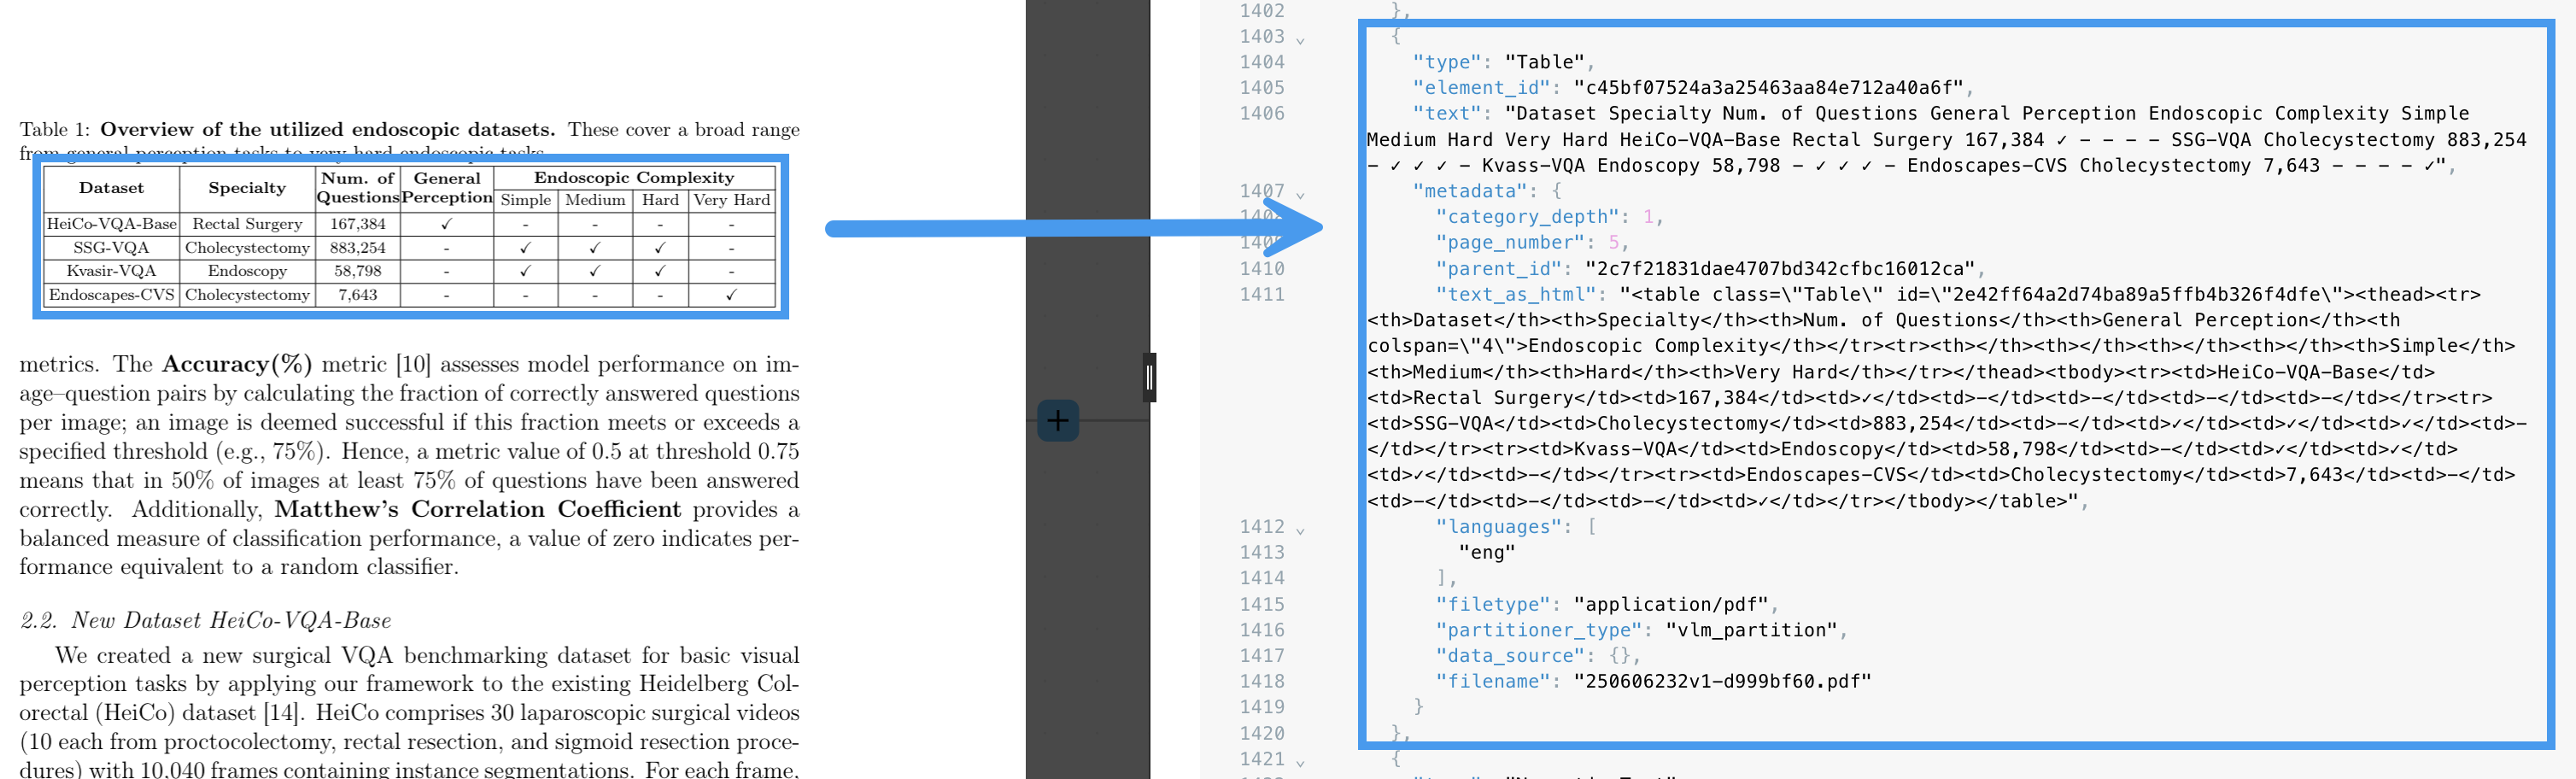 Table 1: Overview of the utilized endoscopic datasets. These cover a broad range
from general perception tasks to very hard endoscopic tasks.
Dataset Specialty Num. of Questions General Perception Endoscopic Complexity
Simple Medium Hard Very Hard
HeiCo-VQA-Base Rectal Surgery 167,384 ✓ - - - -
SSG-VQA Cholecystectomy 883,254 - ✓ ✓ ✓ -
Kvasir-VQA Endoscopy 58,798 - ✓ ✓ ✓ -
Endoscapes-CVS Cholecystectomy 7,643 - - - - ✓
metrics. The Accuracy(%) metric [10] assesses model performance on im-
age–question pairs by calculating the fraction of correctly answered questions
per image; an image is deemed successful if this fraction meets or exceeds a
specified threshold (e.g., 75%). Hence, a metric value of 0.5 at threshold 0.75
means that in 50% of images at least 75% of questions have been answered
correctly. Additionally, Matthew's Correlation Coefficient provides a
balanced measure of classification performance, a value of zero indicates per-
formance equivalent to a random classifier.
2.2. New Dataset HeiCo-VQA-Base
We created a new surgical VQA benchmarking dataset for basic visual
perception tasks by applying our framework to the existing Heidelberg Col-
orectal (HeiCo) dataset [14]. HeiCo comprises 30 laparoscopic surgical videos
(10 each from proctocolectomy, rectal resection, and sigmoid resection proce-
dures) with 10,040 frames containing instance segmentations. For each frame,
1402 },
1403 {
1404 "type": "Table",
1405 "element_id": "c45bf07524a3a25463aa84e712a40a6f",
1406 "text": "Dataset Specialty Num. of Questions General Perception Endoscopic Complexity Simple
Medium Hard Very Hard HeiCo-VQA-Base Rectal Surgery 167,384 ✓ - - - - SSG-VQA Cholecystectomy 883,254
- ✓ ✓ ✓ - Kvass-VQA Endoscopy 58,798 - ✓ ✓ ✓ - Endoscapes-CVS Cholecystectomy 7,643 - - - - ✓",
1407 "metadata": {
1408 "category_depth": 1,
1409 "page_number": 5,
1410 "parent_id": "2c7f21831dae4707bd342cfbc16012ca",
1411 "text_as_html": "<table class=\"Table\" id=\"2e42ff64a2d74ba89a5ffb4b326f4dfe\"><thead><tr>
<th>Dataset</th><th>Specialty</th><th>Num. of Questions</th><th>General Perception</th><th
colspan=\"4\">Endoscopic Complexity</th></tr><tr><th></th><th></th><th></th><th></th><th>Simple</th>
<th>Medium</th><th>Hard</th><th>Very Hard</th></tr></thead><tbody><tr><td>HeiCo-VQA-Base</td>
<td>Rectal Surgery</td><td>167,384</td><td>✓</td><td>-</td><td>-</td><td>-</td><td>-</td></tr><tr>
<td>SSG-VQA</td><td>Cholecystectomy</td><td>883,254</td><td>-</td><td>✓</td><td>✓</td><td>✓</td><td>-
</td></tr><tr><td>Kvass-VQA</td><td>Endoscopy</td><td>58,798</td><td>-</td><td>✓</td><td>✓</td>
<td>✓</td><td>-</td></tr><tr><td>Endoscapes-CVS</td><td>Cholecystectomy</td><td>7,643</td><td>-</td>
<td>-</td><td>-</td><td>-</td><td>✓</td></tr></tbody></table>",
1412 "languages": [
1413 "eng"
1414 ],
1415 "filetype": "application/pdf",
1416 "partitioner_type": "vlm_partition",
1417 "data_source": {},
1418 "filename": "250606232v1-d999bf60.pdf"
1419 }
1420 },
1421 {